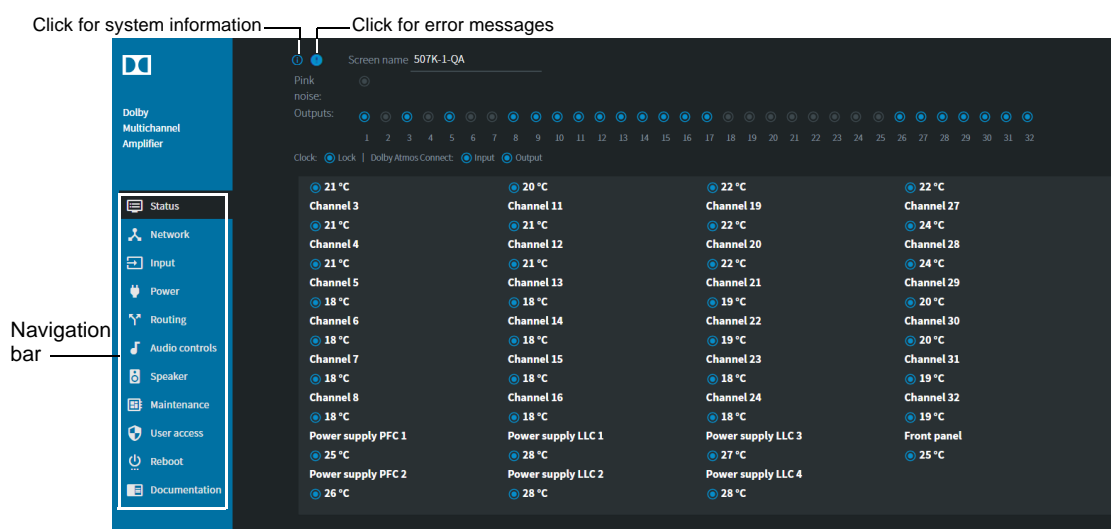 Click for system information
Click for error messages
Screen name 507K-1-QA
Pink noise:
Dolby
Multichannel
Amplifier
Outputs:
1 2 3 4 5 6 7 8 9 10 11 12 13 14 15 16 17 18 19 20 21 22 23 24 25 26 27 28 29 30 31 32
Clock: Lock | Dolby Atmos Connect: Input Output
Navigation
bar
Status
Network
Input
Power
Routing
Audio controls
Speaker
Maintenance
User access
Reboot
Documentation
21 °C 20 °C 22 °C 22 °C
Channel 3 Channel 11 Channel 19 Channel 27
21 °C 21 °C 22 °C 24 °C
Channel 4 Channel 12 Channel 20 Channel 28
21 °C 21 °C 22 °C 24 °C
Channel 5 Channel 13 Channel 21 Channel 29
18 °C 18 °C 19 °C 20 °C
Channel 6 Channel 14 Channel 22 Channel 30
18 °C 18 °C 19 °C 20 °C
Channel 7 Channel 15 Channel 23 Channel 31
18 °C 18 °C 18 °C 19 °C
Channel 8 Channel 16 Channel 24 Channel 32
18 °C 18 °C 18 °C 19 °C
Power supply PFC 1 Power supply LLC 1 Power supply LLC 3 Front panel
25 °C 28 °C 27 °C 25 °C
Power supply PFC 2 Power supply LLC 2 Power supply LLC 4
26 °C 28 °C 28 °C